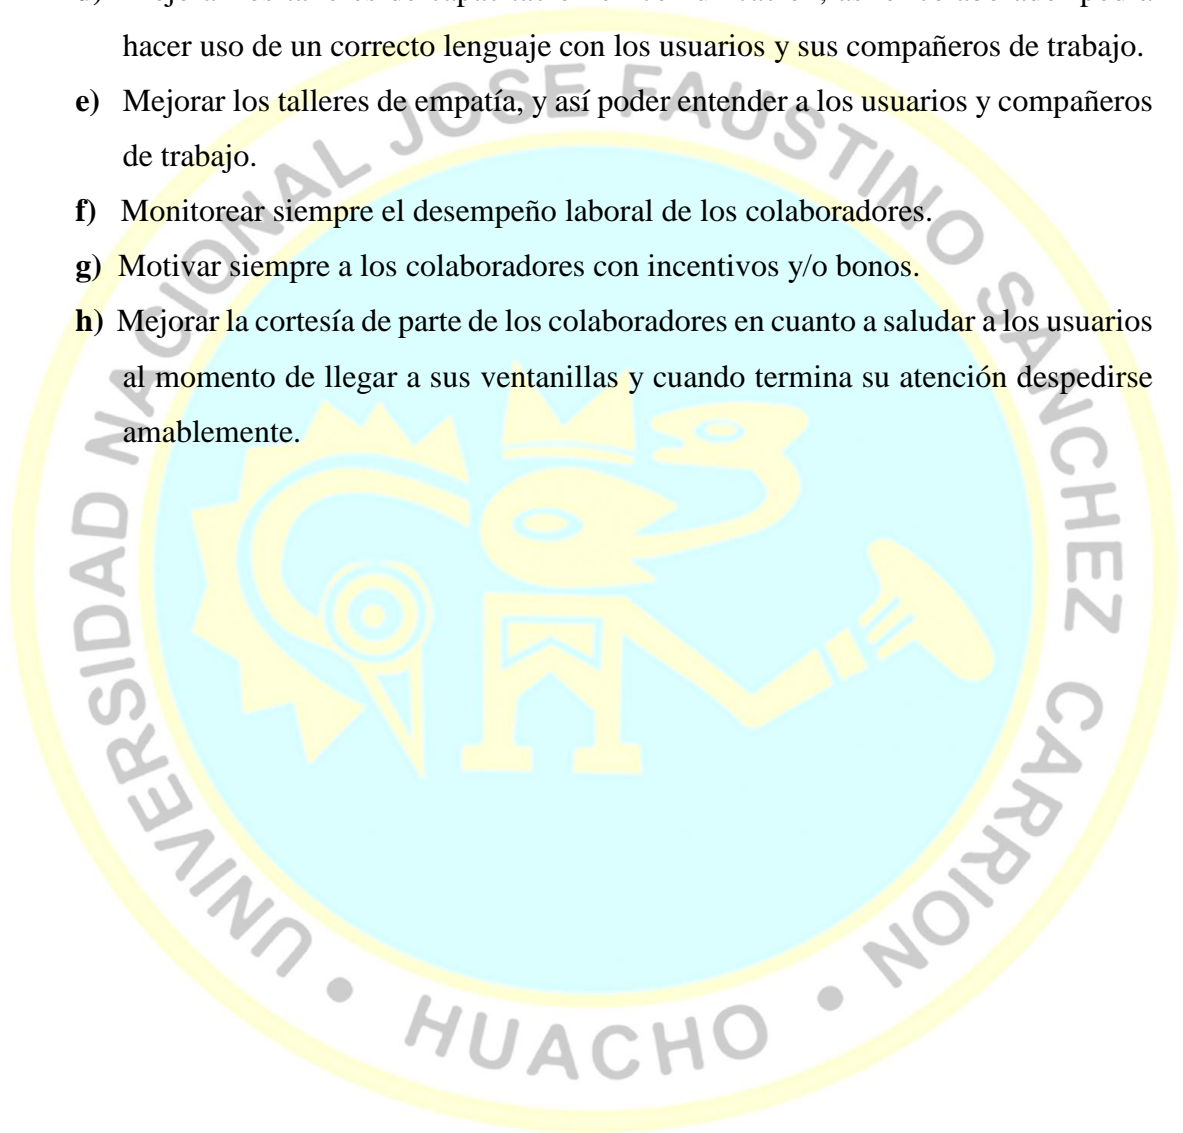 hacer uso de un correcto lenguaje con los usuarios y sus compañeros de trabajo.
e) Mejorar los talleres de empatía, y así poder entender a los usuarios y compañeros
de trabajo.
f) Monitorear siempre el desempeño laboral de los colaboradores.
g) Motivar siempre a los colaboradores con incentivos y/o bonos.
h) Mejorar la cortesía de parte de los colaboradores en cuanto a saludar a los usuarios
al momento de llegar a sus ventanillas y cuando termina su atención despedirse
amablemente.
UNIVERSIDAD NACIONAL JOSE FAUSTINO SANCHEZ CARRION
• HUACHO •